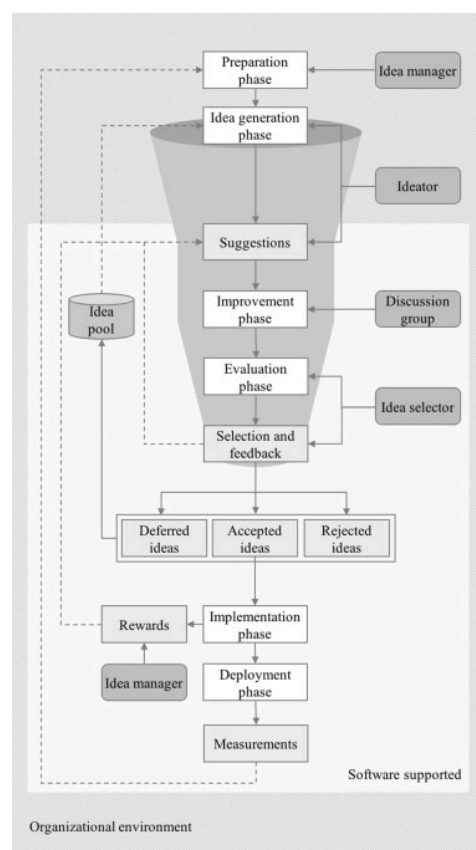 Preparation
phase
Idea manager
Idea generation
phase
Ideator
Suggestions
Idea
pool
Improvement
phase
Discussion
group
Evaluation
phase
Idea selector
Selection and
feedback
Deferred
ideas
Accepted
ideas
Rejected
ideas
Rewards
Implementation
phase
Idea manager
Deployment
phase
Measurements
Software supported
Organizational environment